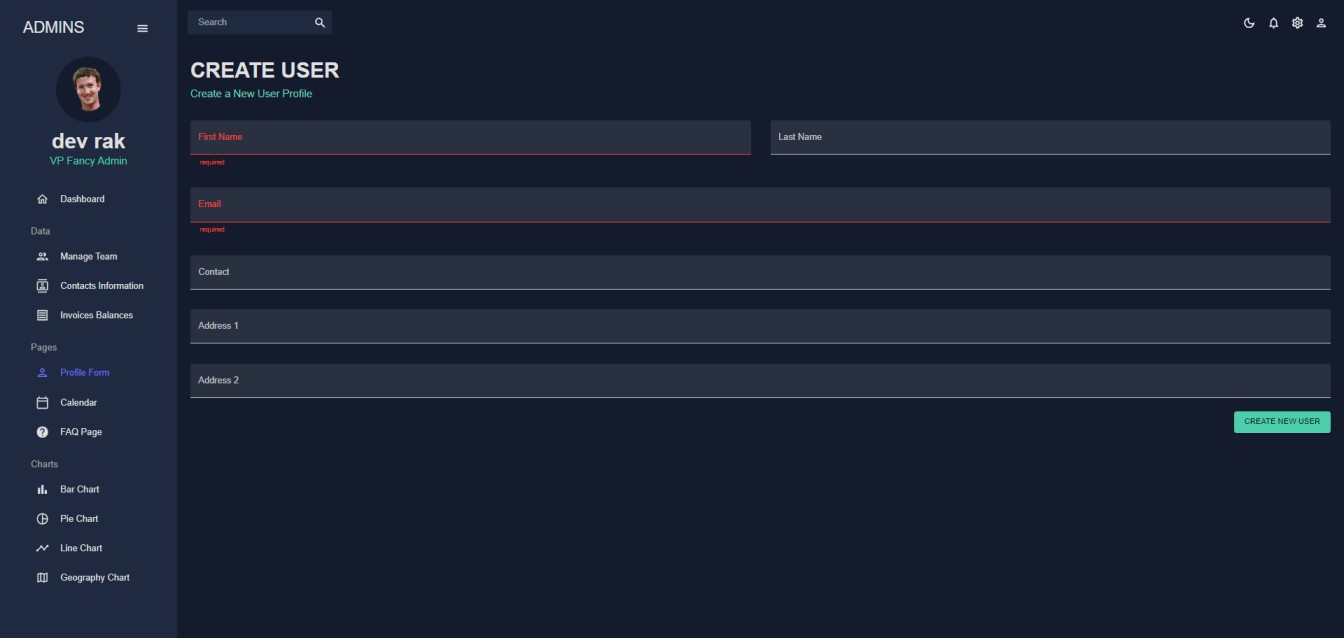 ADMINS
dev rak
VP Fancy Admin
Dashboard
Data
Manage Team
Contacts Information
Invoices Balances
Pages
Profile Form
Calendar
FAQ Page
Charts
Bar Chart
Pie Chart
Line Chart
Geography Chart
Search
CREATE USER
Create a New User Profile
First Name
required
Last Name
Email
required
Contact
Address 1
Address 2
CREATE NEW USER